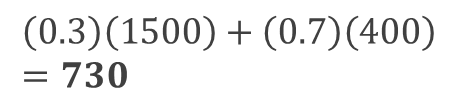 (0.3)(1500) + (0.7)(400)
= 730